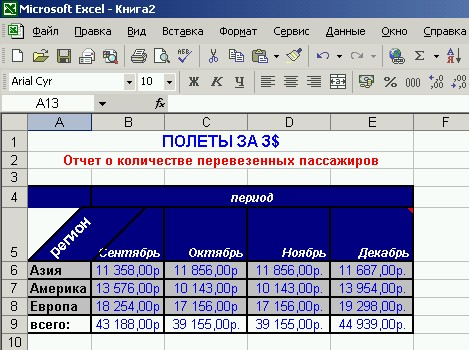 Microsoft Excel - Книга2
Файл Правка Вид Вставка Формат Сервис Данные Окно Справка
Arial Cyr 10 Ж К Ч % 000
A13 fx
A B C D E F
1 ПОЛЕТЫ ЗА 3$
2 Отчет о количестве перевезенных пассажиров
3
4 период
5 регион Сентябрь Октябрь Ноябрь Декабрь
6 Азия 11 358,00р 11 856,00р 11 856,00р. 11 687,00р.
7 Америка 13 576,00р 10 143,00р 10 143,00р. 13 954,00р.
8 Европа 18 254,00р 17 156,00р 17 156,00р. 19 298,00р.
9 всего: 43 188,00р 39 155,00р. 39 155,00р. 44 939,00р.
10